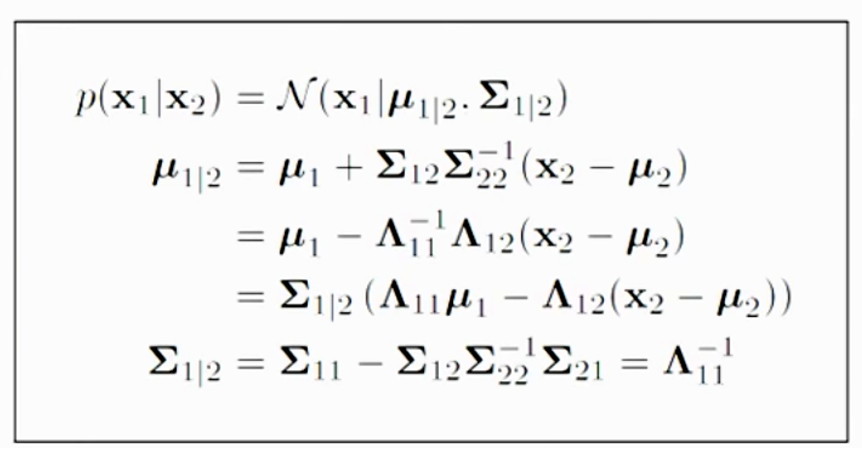 p(x₁|x₂) = 𝒩(x₁|μ₁|₂. Σ₁|₂)
μ₁|₂ = μ₁ + Σ₁₂Σ₂₂⁻¹(x₂ − μ₂)
= μ₁ − Λ₁₁⁻¹Λ₁₂(x₂ − μ₂)
= Σ₁|₂ (Λ₁₁μ₁ − Λ₁₂(x₂ − μ₂))
Σ₁|₂ = Σ₁₁ − Σ₁₂Σ₂₂⁻¹Σ₂₁ = Λ₁₁⁻¹